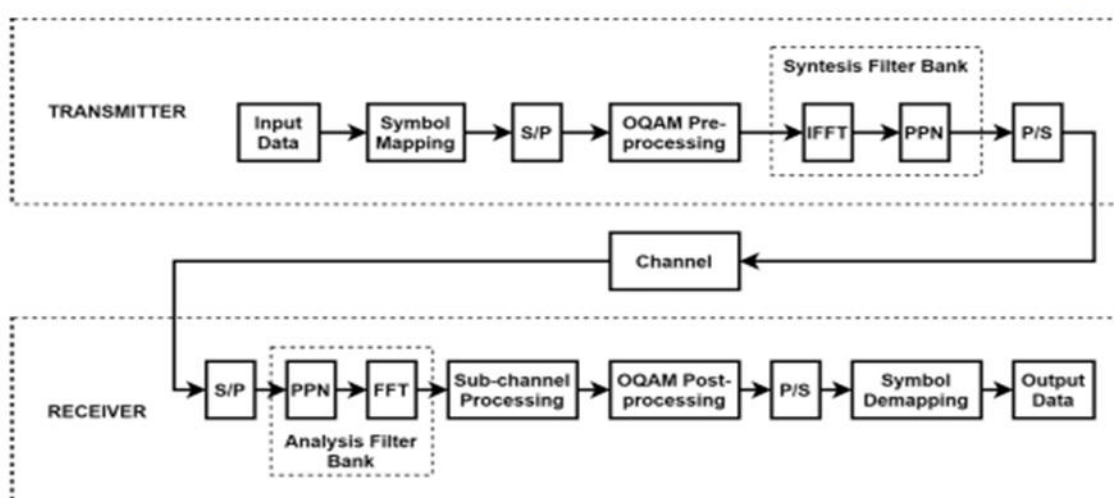 Syntesis Filter Bank
TRANSMITTER
Input
Data
Symbol
Mapping
S/P
OQAM Pre-
processing
IFFT
PPN
P/S
Channel
RECEIVER
S/P
PPN
FFT
Analysis Filter
Bank
Sub-channel
Processing
OQAM Post-
processing
P/S
Symbol
Demapping
Output
Data